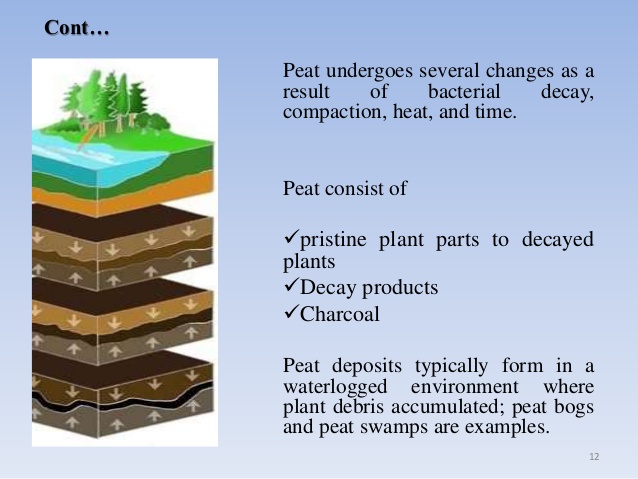 Cont…
Peat undergoes several changes as a
result of bacterial decay,
compaction, heat, and time.
Peat consist of
✓pristine plant parts to decayed
plants
✓Decay products
✓Charcoal
Peat deposits typically form in a
waterlogged environment where
plant debris accumulated; peat bogs
and peat swamps are examples.
12